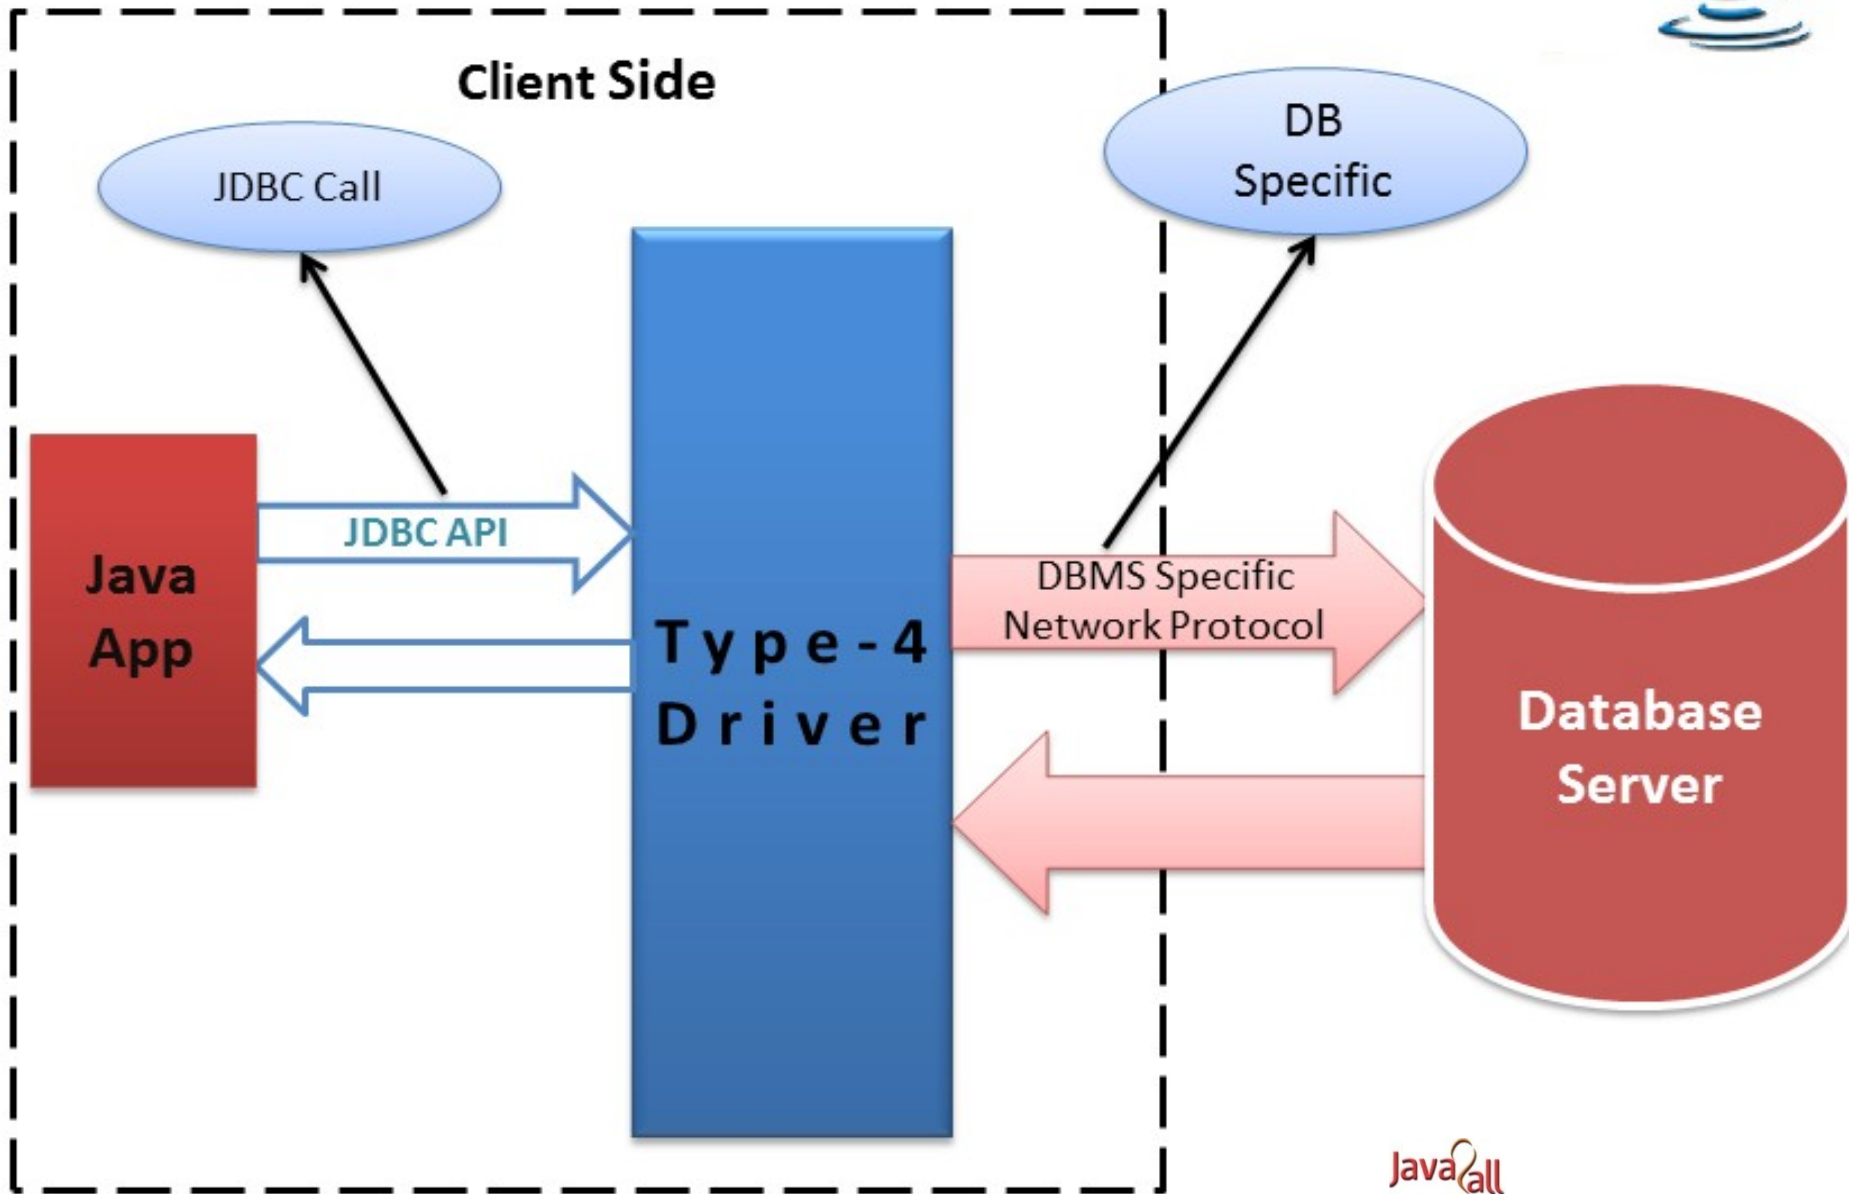 Client Side
DB
Specific
JDBC Call
JDBC API
Java
App
DBMS Specific
Network Protocol
Type-4
Driver
Database
Server
Java2all